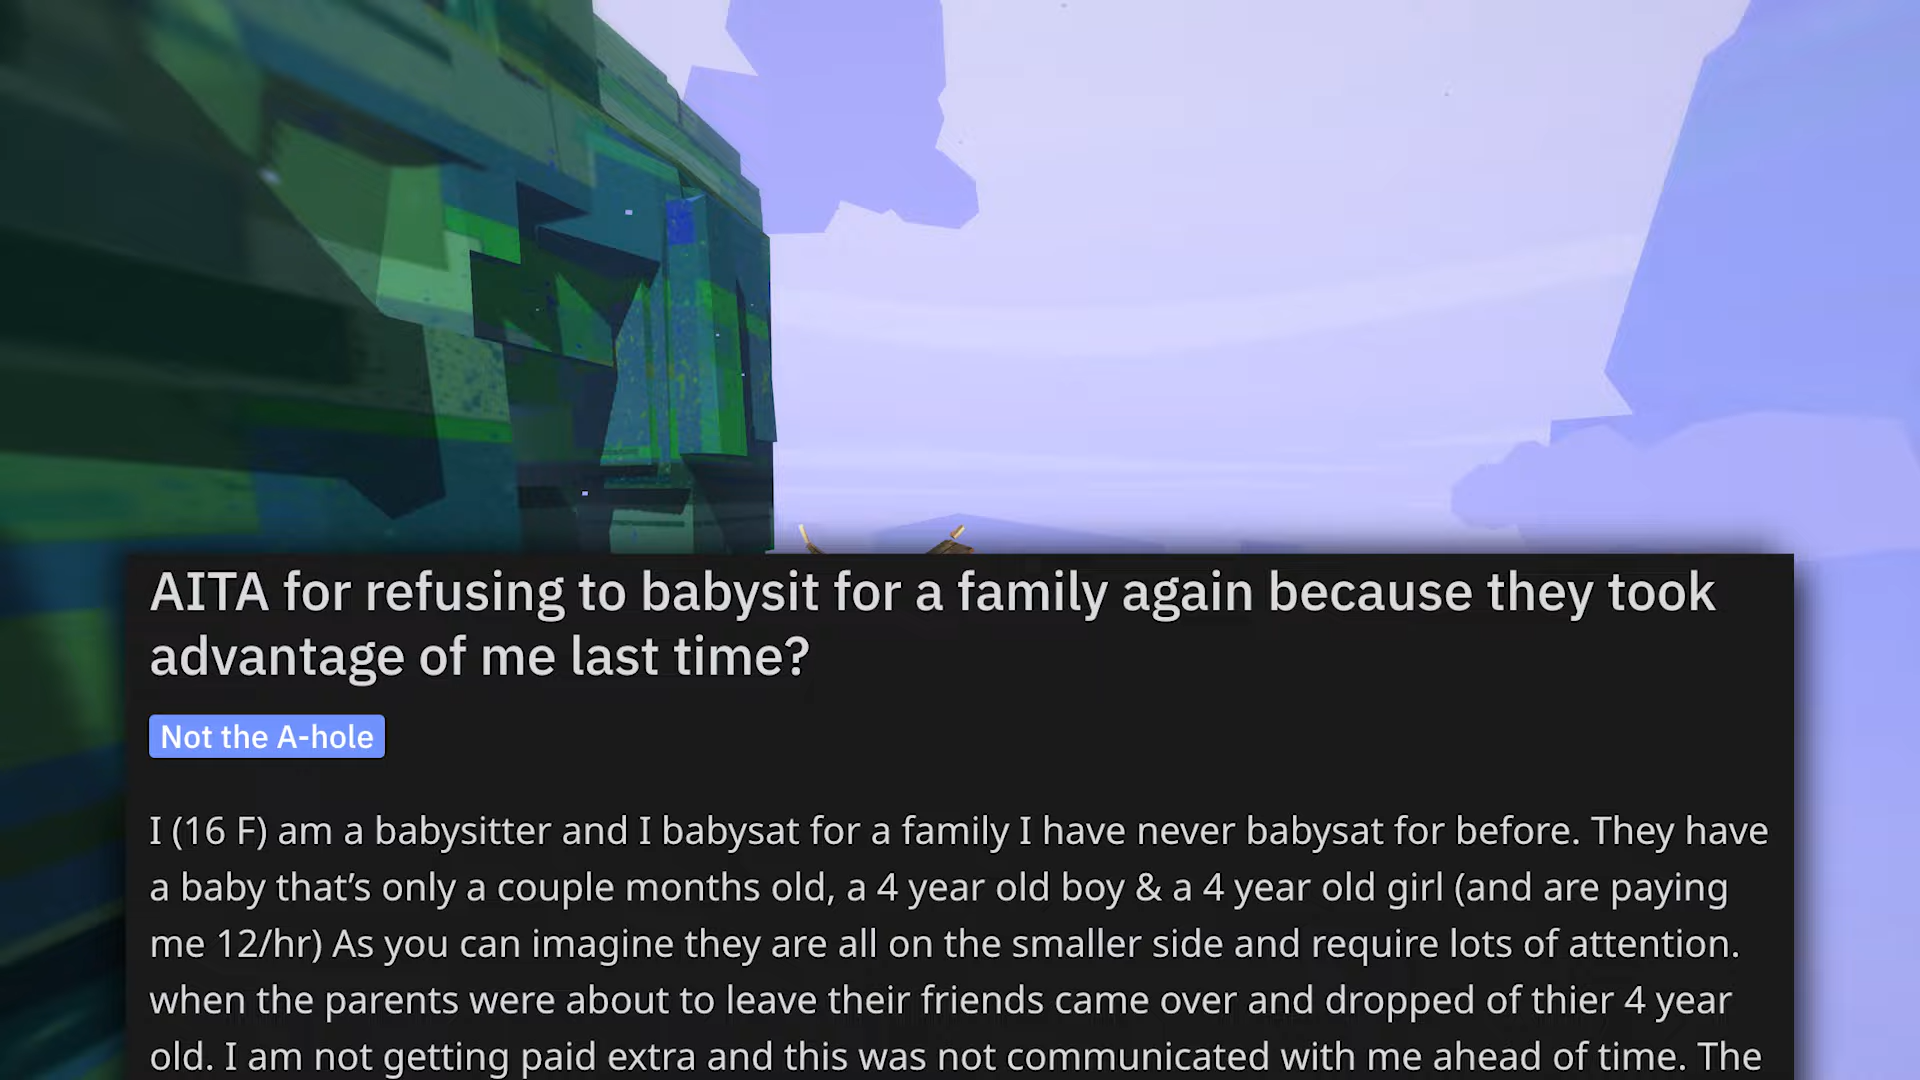 AITA for refusing to babysit for a family again because they took
advantage of me last time?
Not the A-hole
I (16 F) am a babysitter and I babysat for a family I have never babysat for before. They have
a baby that’s only a couple months old, a 4 year old boy & a 4 year old girl (and are paying
me 12/hr) As you can imagine they are all on the smaller side and require lots of attention.
when the parents were about to leave their friends came over and dropped of thier 4 year
old. I am not getting paid extra and this was not communicated with me ahead of time. The